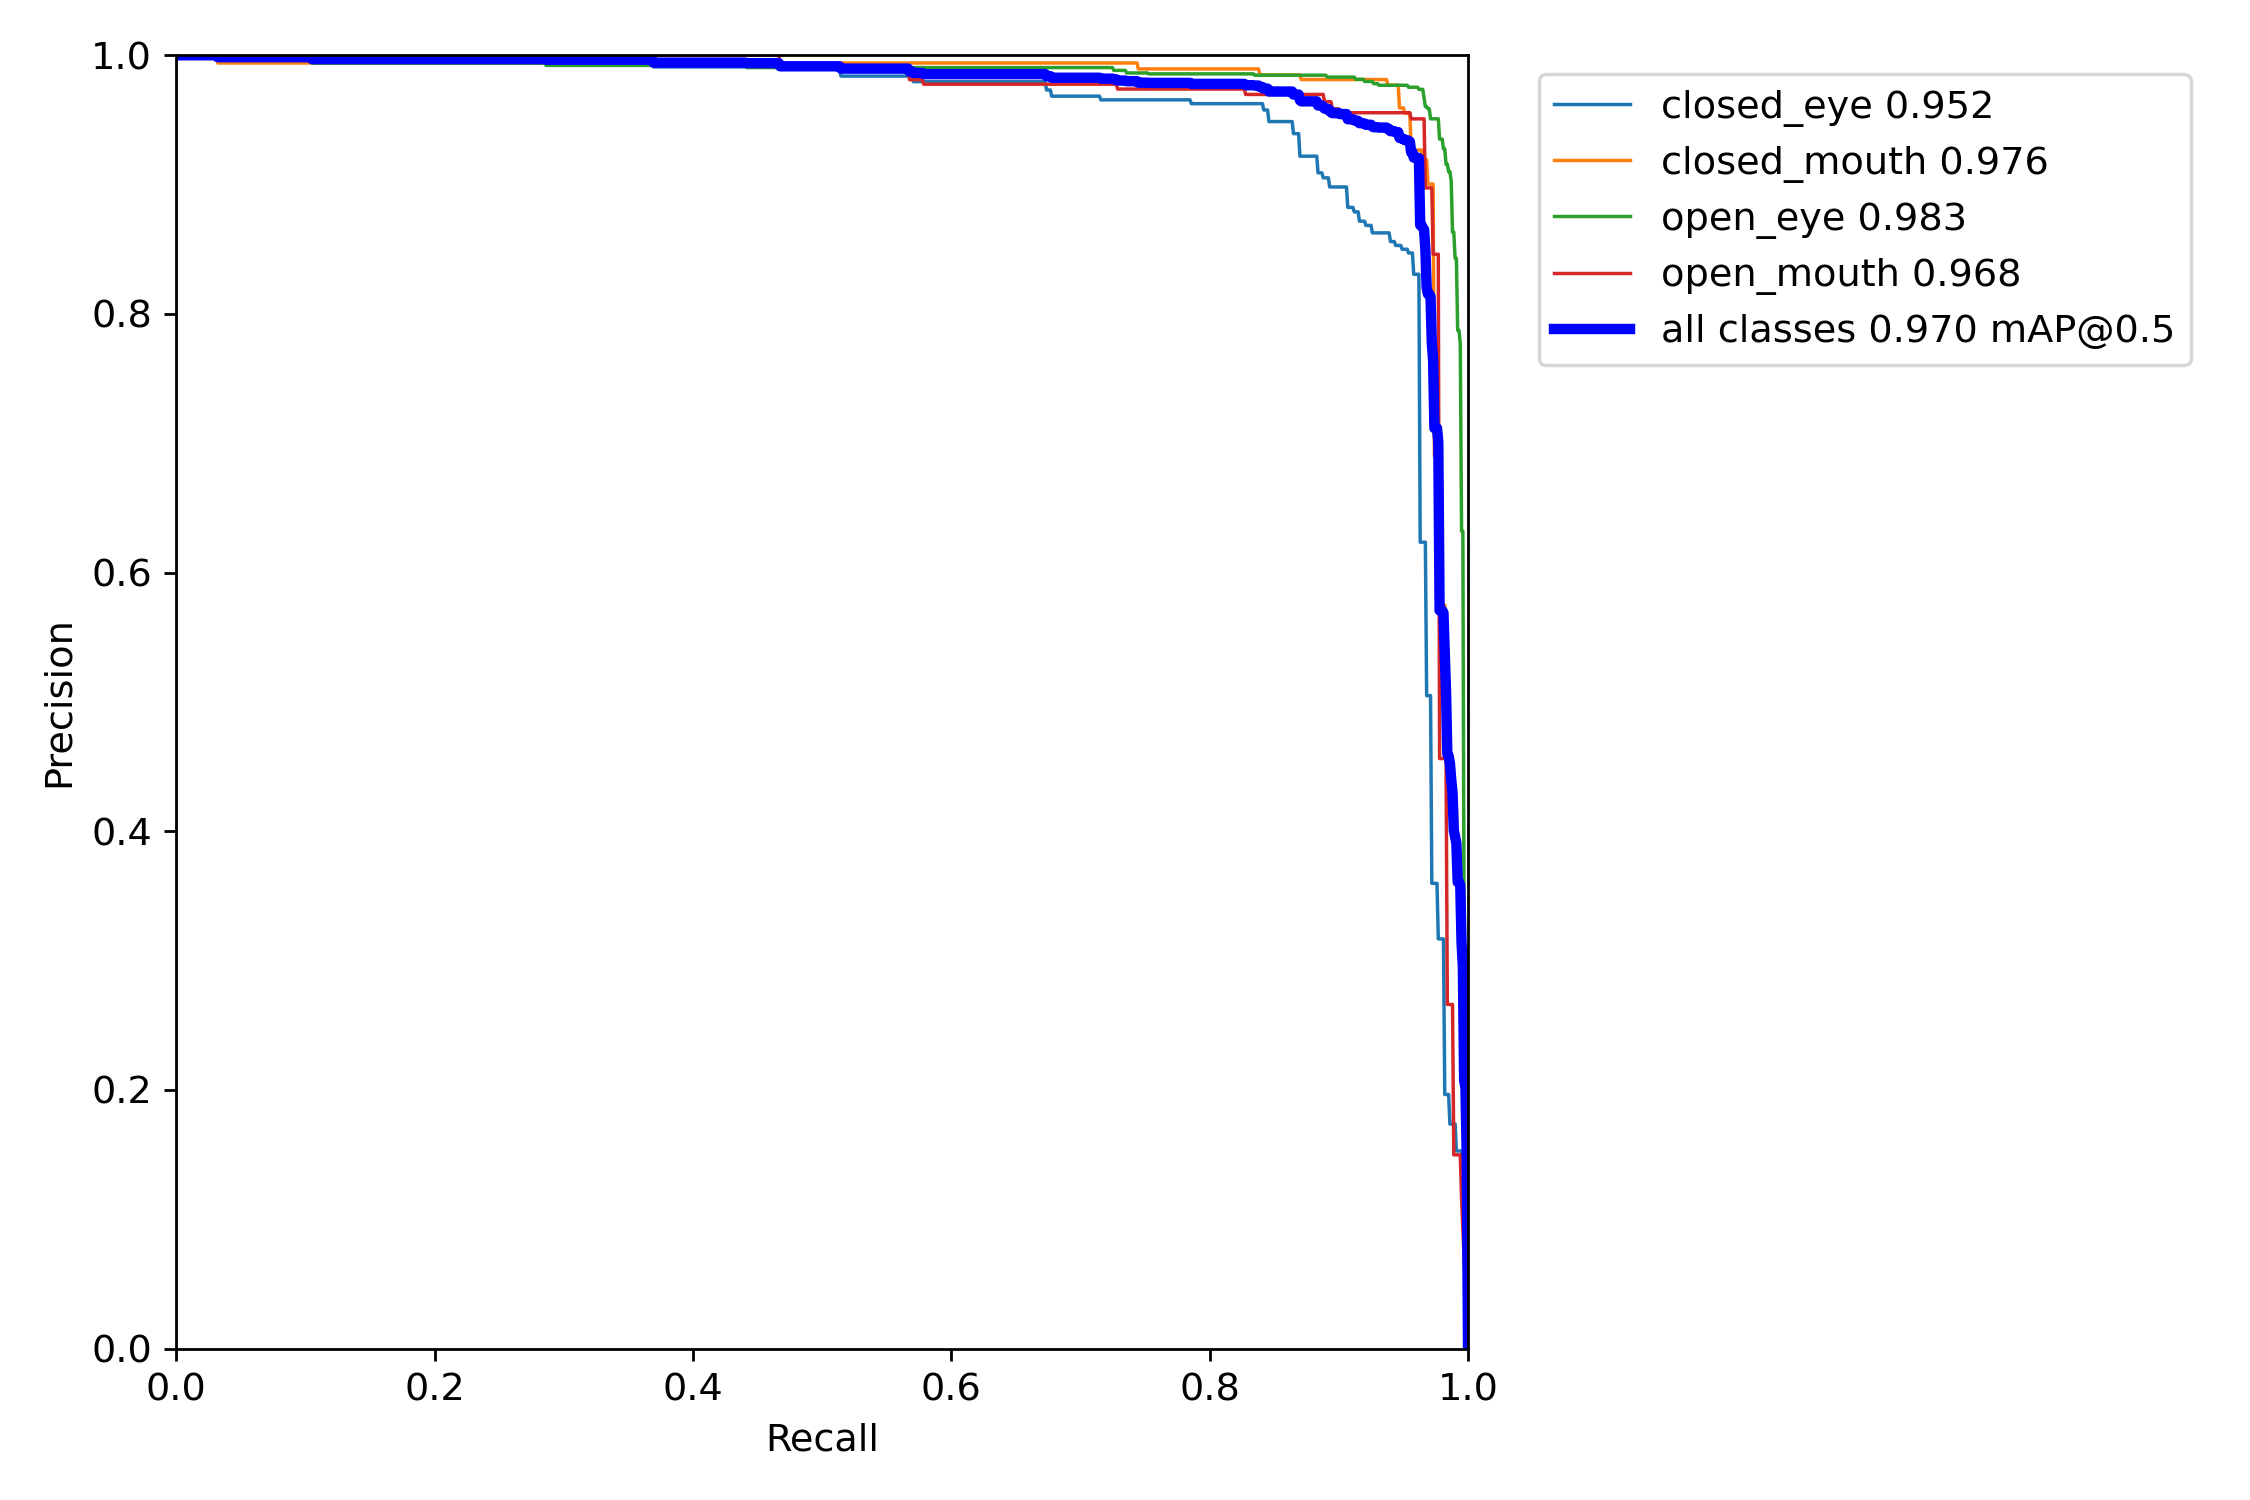 1.0
0.8
0.6
0.4
0.2
0.0
0.0 0.2 0.4 0.6 0.8 1.0
Precision
Recall
closed_eye 0.952
closed_mouth 0.976
open_eye 0.983
open_mouth 0.968
all classes 0.970 mAP@0.5